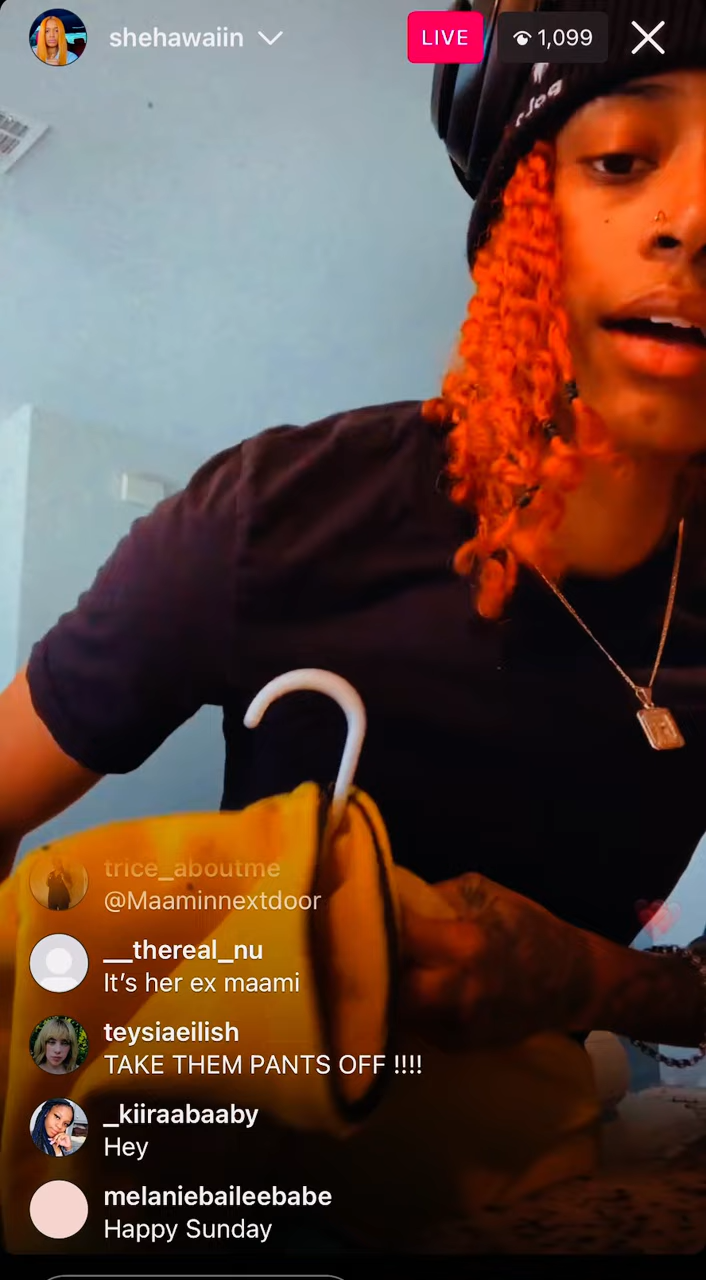 shehawaiin
LIVE
1,099
trice_aboutme
@Maaminnextdoor
__thereal_nu
It’s her ex maami
teysiaeilish
TAKE THEM PANTS OFF !!!!
_kiiraabaaby
Hey
melaniebaileebabe
Happy Sunday